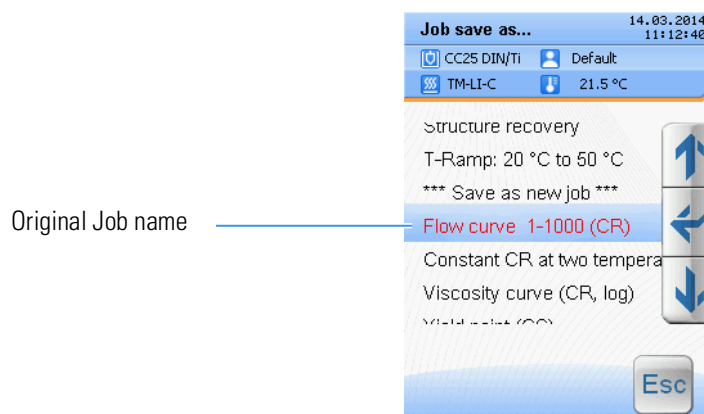 Job save as...
14.03.2014
11:12:40
CC25 DIN/Ti Default
TM-LI-C 21.5 °C
Structure recovery
T-Ramp: 20 °C to 50 °C
*** Save as new job ***
Original Job name
Flow curve 1-1000 (CR)
Constant CR at two tempera
Viscosity curve (CR, log)
Esc